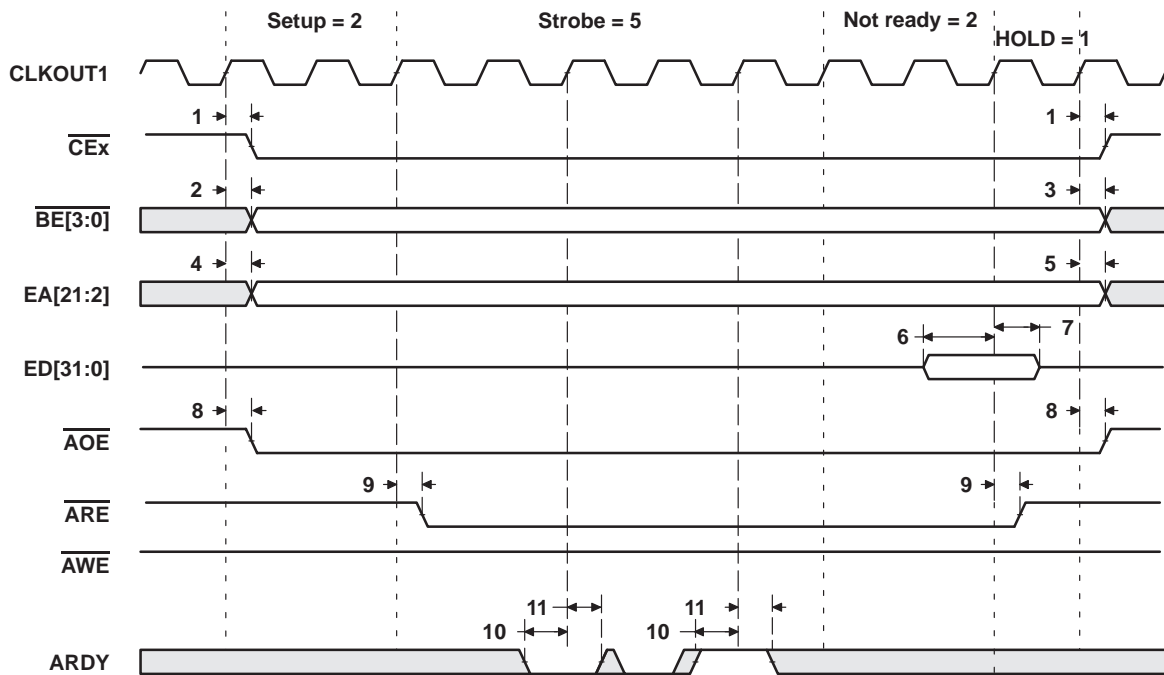 Setup = 2
Strobe = 5
Not ready = 2
HOLD = 1
CLKOUT1
1
1
CEx
2
3
BE[3:0]
4
5
EA[21:2]
6
7
ED[31:0]
8
8
AOE
9
9
ARE
AWE
11
11
10
10
ARDY